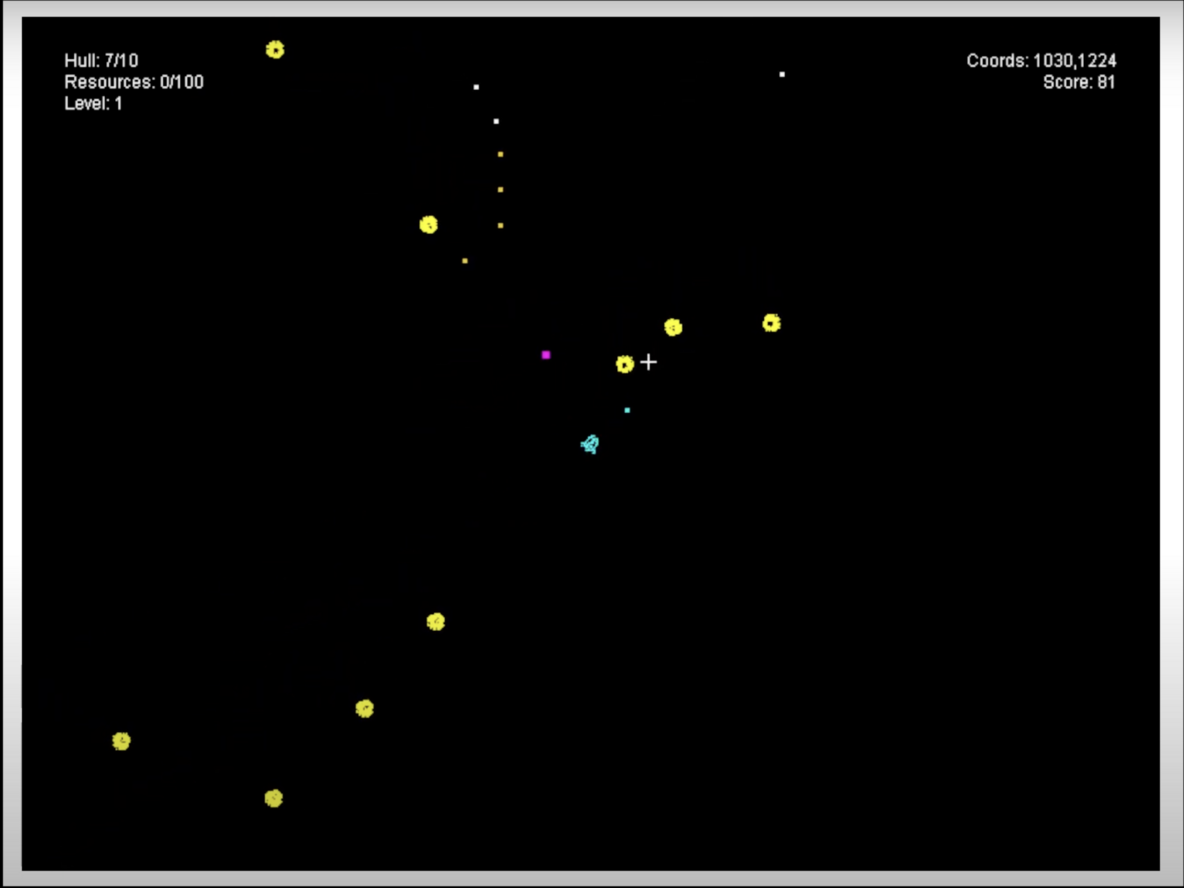 Hull: 7/10
Resources: 0/100
Level: 1
Coords: 1030,1224
Score: 81